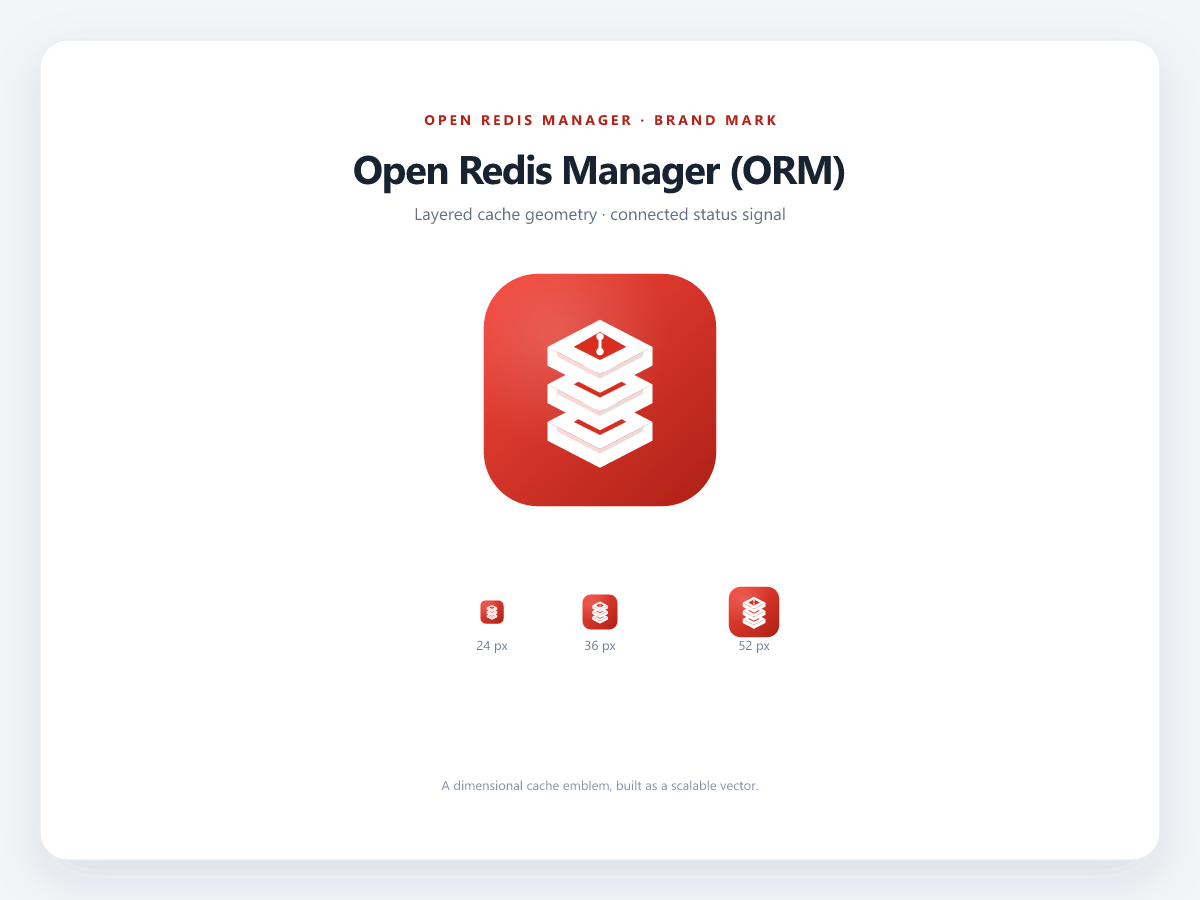 OPEN REDIS MANAGER · BRAND MARK
Open Redis Manager (ORM)
Layered cache geometry · connected status signal
24 px
36 px
52 px
A dimensional cache emblem, built as a scalable vector.